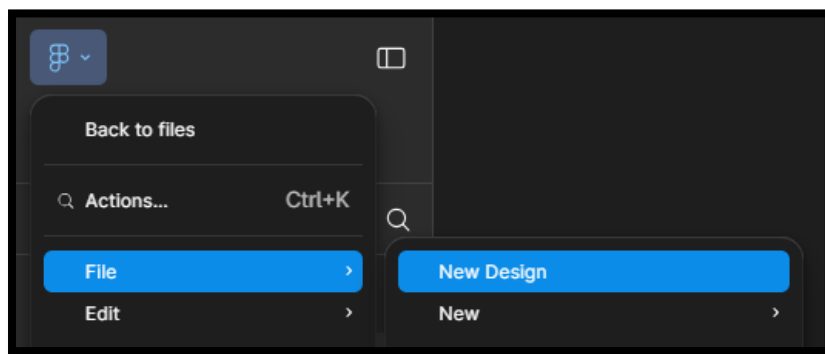 Back to files
Actions... Ctrl+K
File
New Design
Edit
New